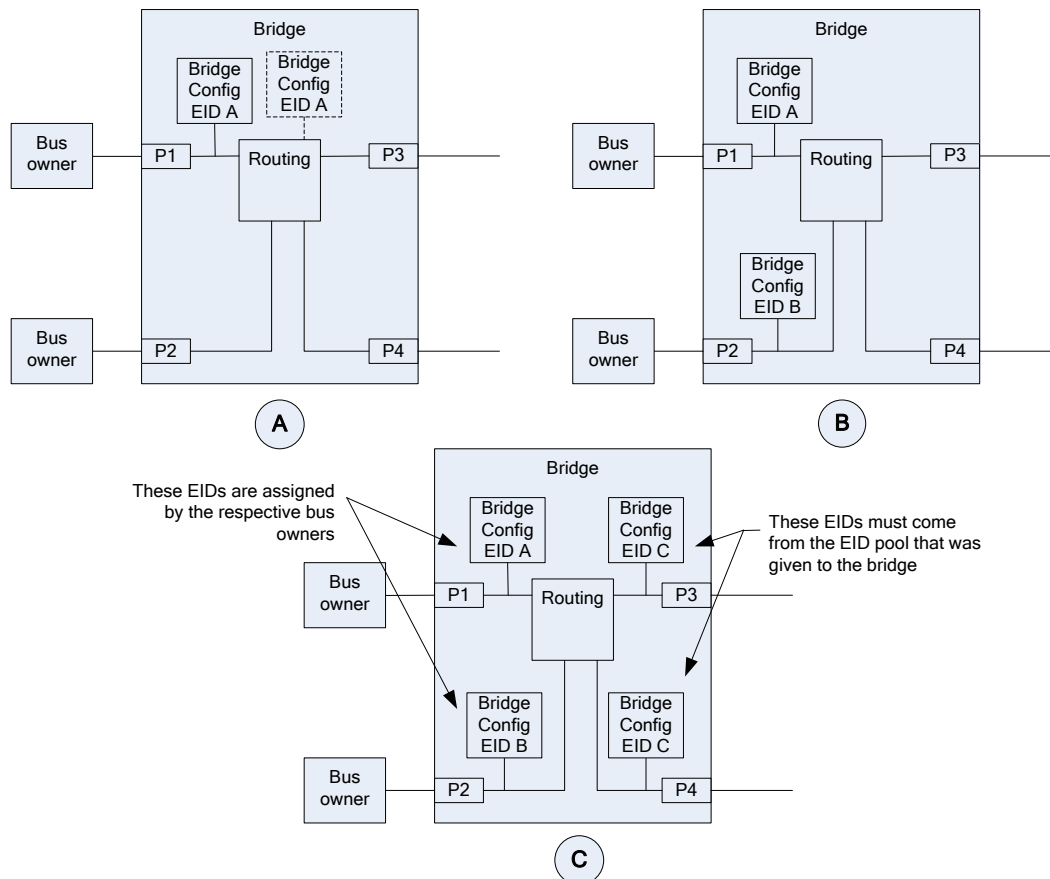 Bridge
Bridge
Config
EID A
Bridge
Config
EID A
Bus
owner
P1
Routing
P3
Bus
owner
P2
P4
A
Bridge
Bridge
Config
EID A
Bus
owner
P1
Routing
P3
Bridge
Config
EID B
Bus
owner
P2
P4
B
Bridge
These EIDs are assigned
by the respective bus
owners
Bridge
Config
EID A
Bridge
Config
EID C
These EIDs must come
from the EID pool that was
given to the bridge
Bus
owner
P1
Routing
P3
Bridge
Config
EID B
Bridge
Config
EID C
Bus
owner
P2
P4
C